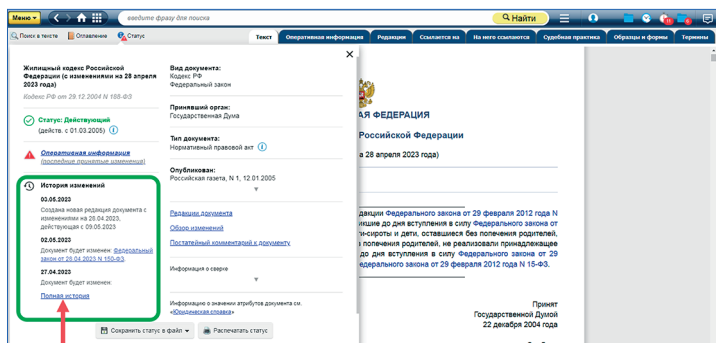 Меню
введите фразу для поиска
Найти
Поиск в тексте
Оглавление
Статус
Текст
Оперативная информация
Редакции
Ссылается на
На него ссылаются
Судебная практика
Образцы и формы
Термины
Жилищный кодекс Российской
Федерации (с изменениями на 28 апреля
2023 года)
Кодекс РФ от 29.12.2004 N 188-ФЗ
Статус: Действующий
(действ. с 01.03.2005)
Оперативная информация
(последние принятые изменения)
История изменений
03.05.2023
Создана новая редакция документа с
изменениями на 28.04.2023,
действующая с 09.05.2023
02.05.2023
Документ будет изменен: Федеральный
закон от 28.04.2023 N 150-ФЗ.
27.04.2023
Документ будет изменен:
Полная история
Вид документа:
Кодекс РФ
Федеральный закон
Принявший орган:
Государственная Дума
Тип документа:
Нормативный правовой акт
Опубликован:
Российская газета, N 1, 12.01.2005
Редакции документа
Обзор изменений
Постатейный комментарий к документу
Информация о сверке
Информацию о значении атрибутов документа см.
«Юридическая справка»
Сохранить статус в файл
Распечатать статус
АЯ ФЕДЕРАЦИЯ
Российской Федерации
а 28 апреля 2023 года)
дакции Федерального закона от 29 февраля 2012 года N
икшие до дня вступления в силу Федерального закона от
ти-сироты и дети, оставшиеся без попечения родителей,
з попечения родителей, не реализовали принадлежащее
до дня вступления в силу Федерального закона от 29
едерального закона от 29 февраля 2012 года N 15-ФЗ.
Принят
Государственной Думой
22 декабря 2004 года